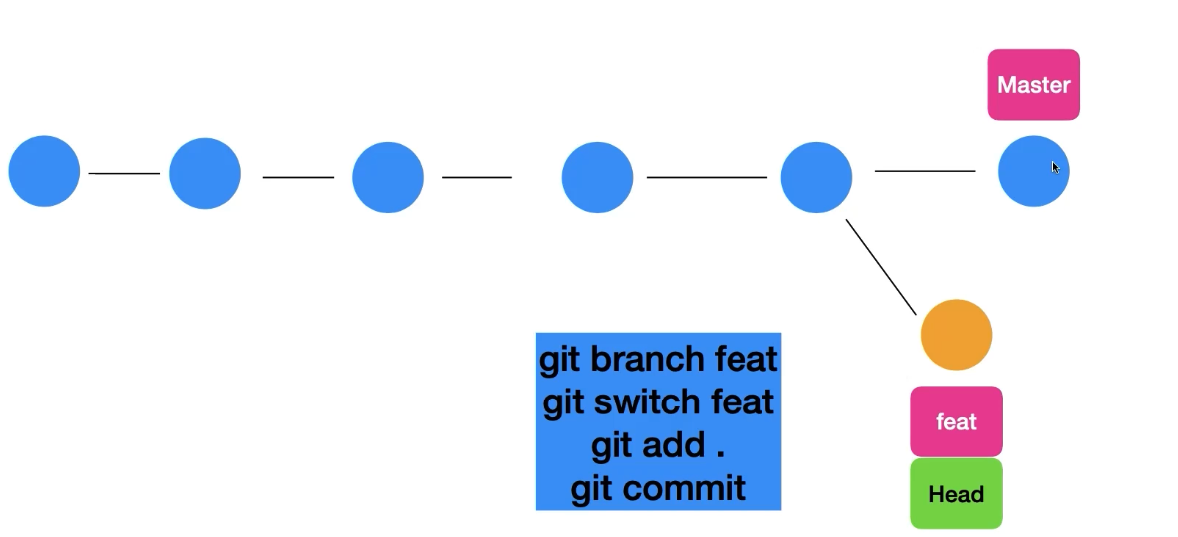 Master
git branch feat
git switch feat
git add .
git commit
feat
Head